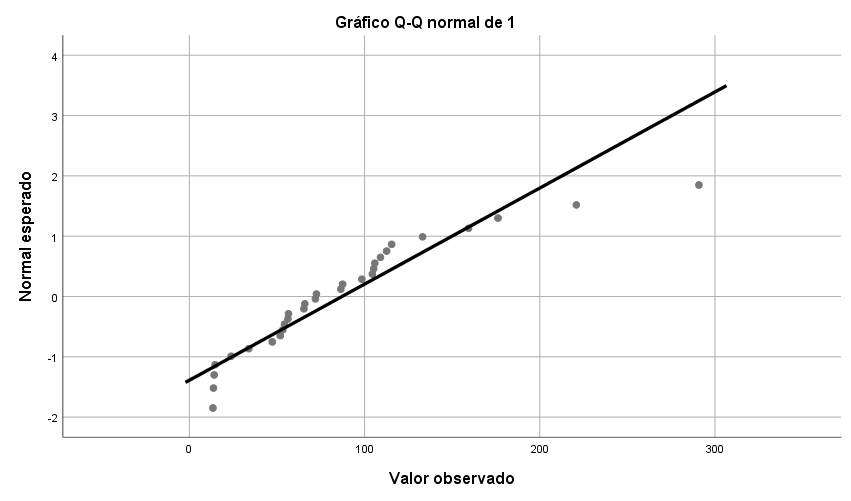 Gráfico Q-Q normal de 1
4
3
2
1
0
-1
-2
Normal esperado
0 100 200 300
Valor observado